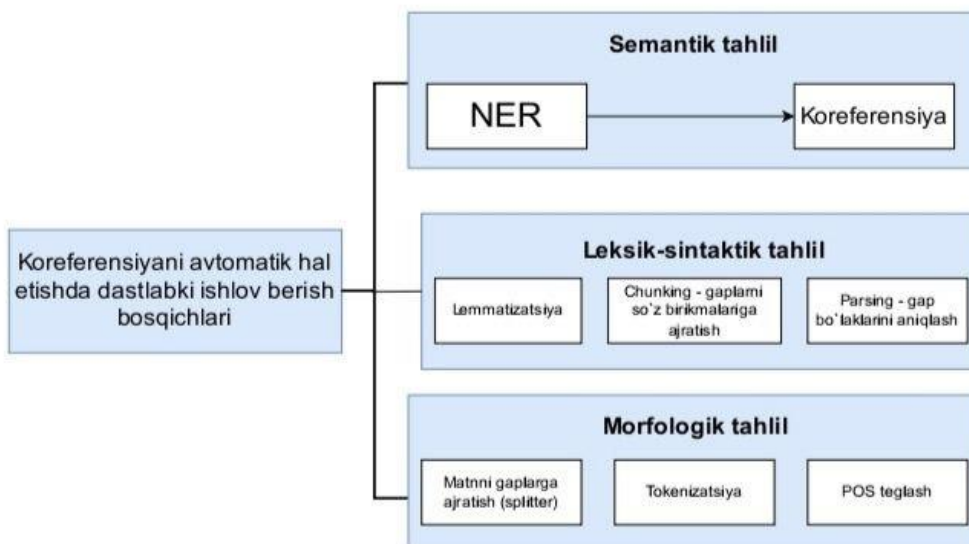 Semantik tahlil
NER
Koreferensiya
Koreferensiyani avtomatik hal
etishda dastlabki ishlov berish
bosqichlari
Leksik-sintaktik tahlil
Lemmatizatsiya
Chunking - gaplarni
so'z birikmalariga
ajratish
Parsing - gap
bo`laklarini aniqlash
Morfologik tahlil
Matnni gaplarga
ajratish (splitter)
Tokenizatsiya
POS teglash